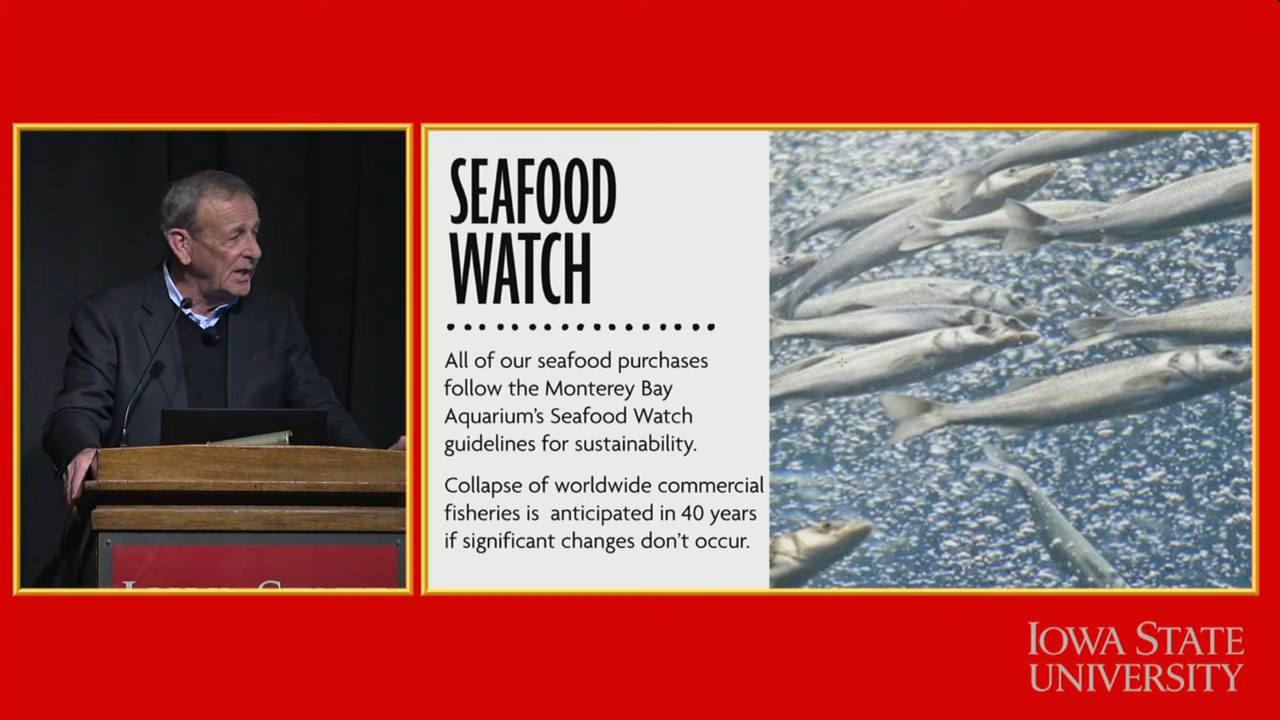 SEAFOOD
WATCH
All of our seafood purchases
follow the Monterey Bay
Aquarium's Seafood Watch
guidelines for sustainability.
Collapse of worldwide commercial
fisheries is anticipated in 40 years
if significant changes don't occur.
IOWA STATE
UNIVERSITY